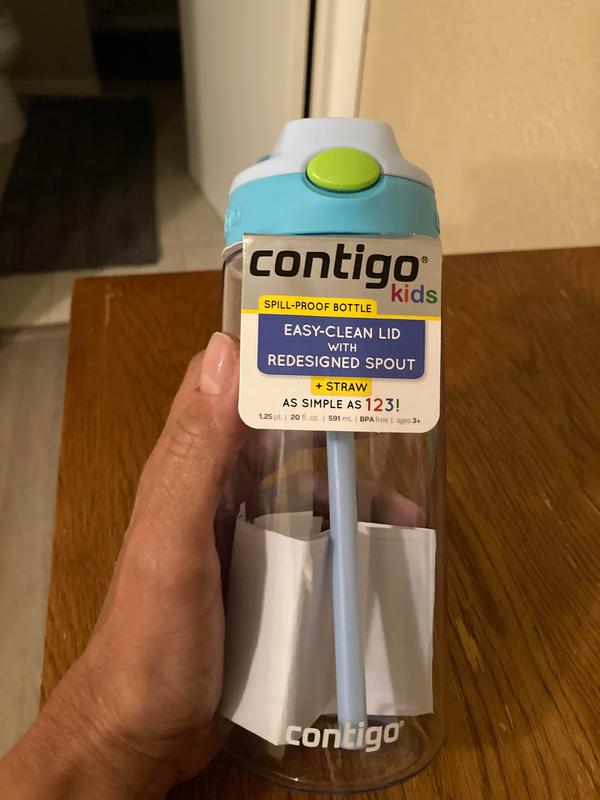 contigo®
kids
SPILL-PROOF BOTTLE
EASY-CLEAN LID
WITH
REDESIGNED SPOUT
+ STRAW
AS SIMPLE AS 123!
1.25 pt. | 20 fl. oz. | 591 mL | BPA free | ages 3+
contigo®